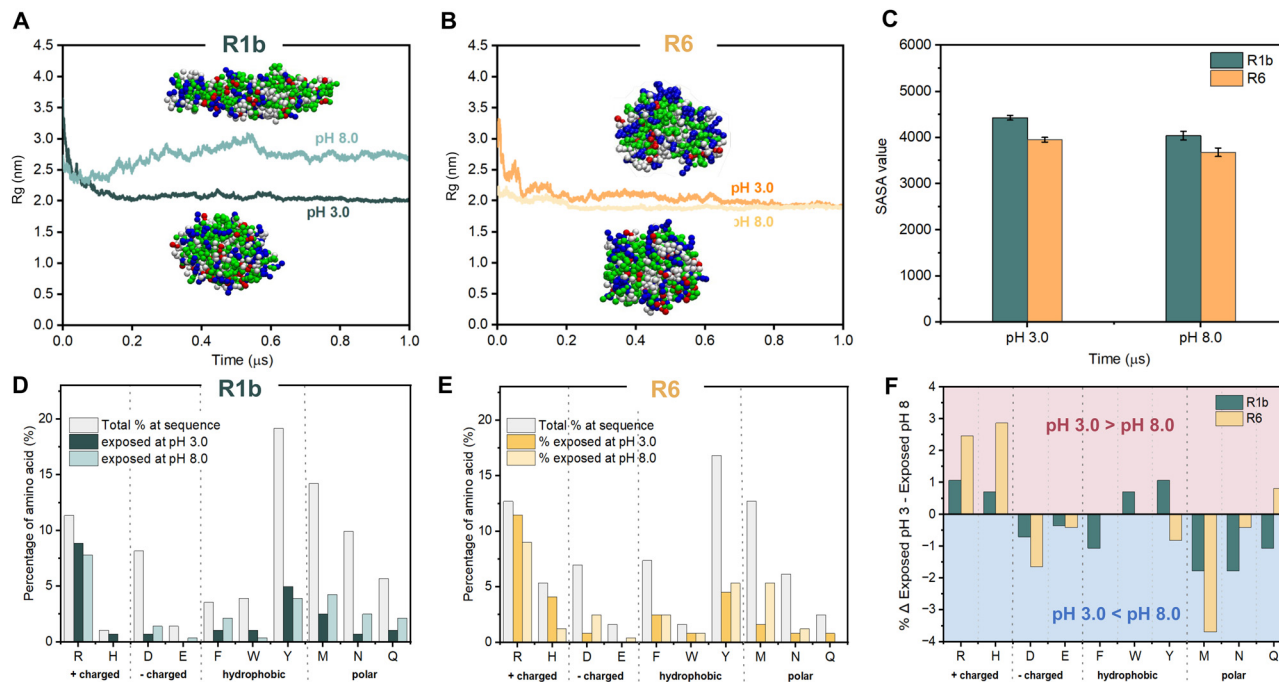 A
R1b
4.5
4.0
3.5
3.0
2.5
2.0
1.5
1.0
0.5
0.0
Rg (nm)
pH 8.0
pH 3.0
0.0 0.2 0.4 0.6 0.8 1.0
Time (μs)
B
R6
4.5
4.0
3.5
3.0
2.5
2.0
1.5
1.0
0.5
0.0
Rg (nm)
pH 3.0
pH 8.0
0.0 0.2 0.4 0.6 0.8 1.0
Time (μs)
C
6000
5000
4000
3000
2000
1000
0
SASA value
R1b
R6
pH 3.0 pH 8.0
Time (μs)
D
R1b
20
15
10
5
0
Percentage of amino acid (%)
Total % at sequence
exposed at pH 3.0
exposed at pH 8.0
R H D E F W Y M N Q
+ charged - charged hydrophobic polar
E
R6
20
15
10
5
0
Percentage of amino acid (%)
Total % at sequence
% exposed at pH 3.0
% exposed at pH 8.0
R H D E F W Y M N Q
+ charged - charged hydrophobic polar
F
4
3
2
1
0
-1
-2
-3
-4
% Δ Exposed pH 3 - Exposed pH 8
R1b
R6
pH 3.0 > pH 8.0
pH 3.0 < pH 8.0
R H D E F W Y M N Q
+ charged - charged hydrophobic polar